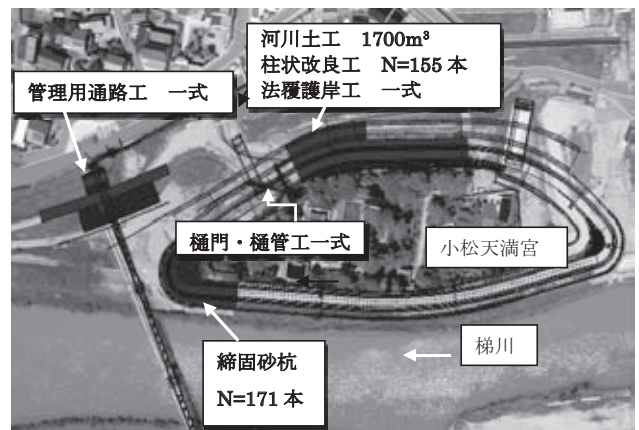 河川土工　1700m³
柱状改良工　N=155 本
法覆護岸工　一式
管理用通路工　一式
樋門・樋管工一式
小松天満宮
梯川
締固砂杭
N=171 本